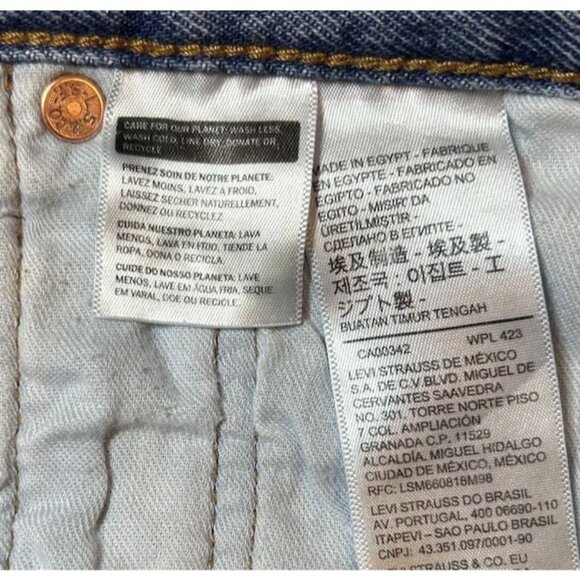 CARE FOR OUR PLANET: WASH LESS,
WASH COLD, LINE DRY, DONATE OR
RECYCLE
PRENEZ SOIN DE NOTRE PLANETE:
LAVEZ MOINS, LAVEZ A FROID,
LAISSEZ SECHER NATURELLEMENT,
DONNEZ OU RECYCLEZ
CUIDA NUESTRO PLANETA: LAVA
MENOS, LAVA EN FRIO, TIENDE LA
ROPA, DONA O RECICLA.
CUIDE DO NOSSO PLANETA: LAVE
MENOS, LAVE EM ÁGUA FRIA, SEQUE
EM VARAL, DOE OU RECICLE.
MADE IN EGYPT - FABRIQUE
EN EGYPTE - FABRICADO EN
EGIPTO - FABRICADO NO
EGITO - MISIR' DA
ÜRETILMISTIR -
СДЕЛАНО В ЕГИПТЕ -
埃及制造 - 埃及製 -
제조국 : 이집트 - エ
ジプト製 -
BUATAN TIMUR TENGAH
CA00342 WPL 423
LEVI STRAUSS DE MÉXICO
S.A. DE C.V.BLVD. MIGUEL DE
CERVANTES SAAVEDRA
NO. 301, TORRE NORTE PISO
7 COL. AMPLIACIÓN
GRANADA C.P. 11529
ALCALDÍA. MIGUEL HIDALGO
CIUDAD DE MÉXICO, MÉXICO
RFC: LSM660818M98
LEVI STRAUSS DO BRASIL
AV. PORTUGAL, 400 06690-110
ITAPEVI - SAO PAULO BRASIL
CNPJ: 43.351.097/0001-90
LEVI STRAUSS & CO. EU